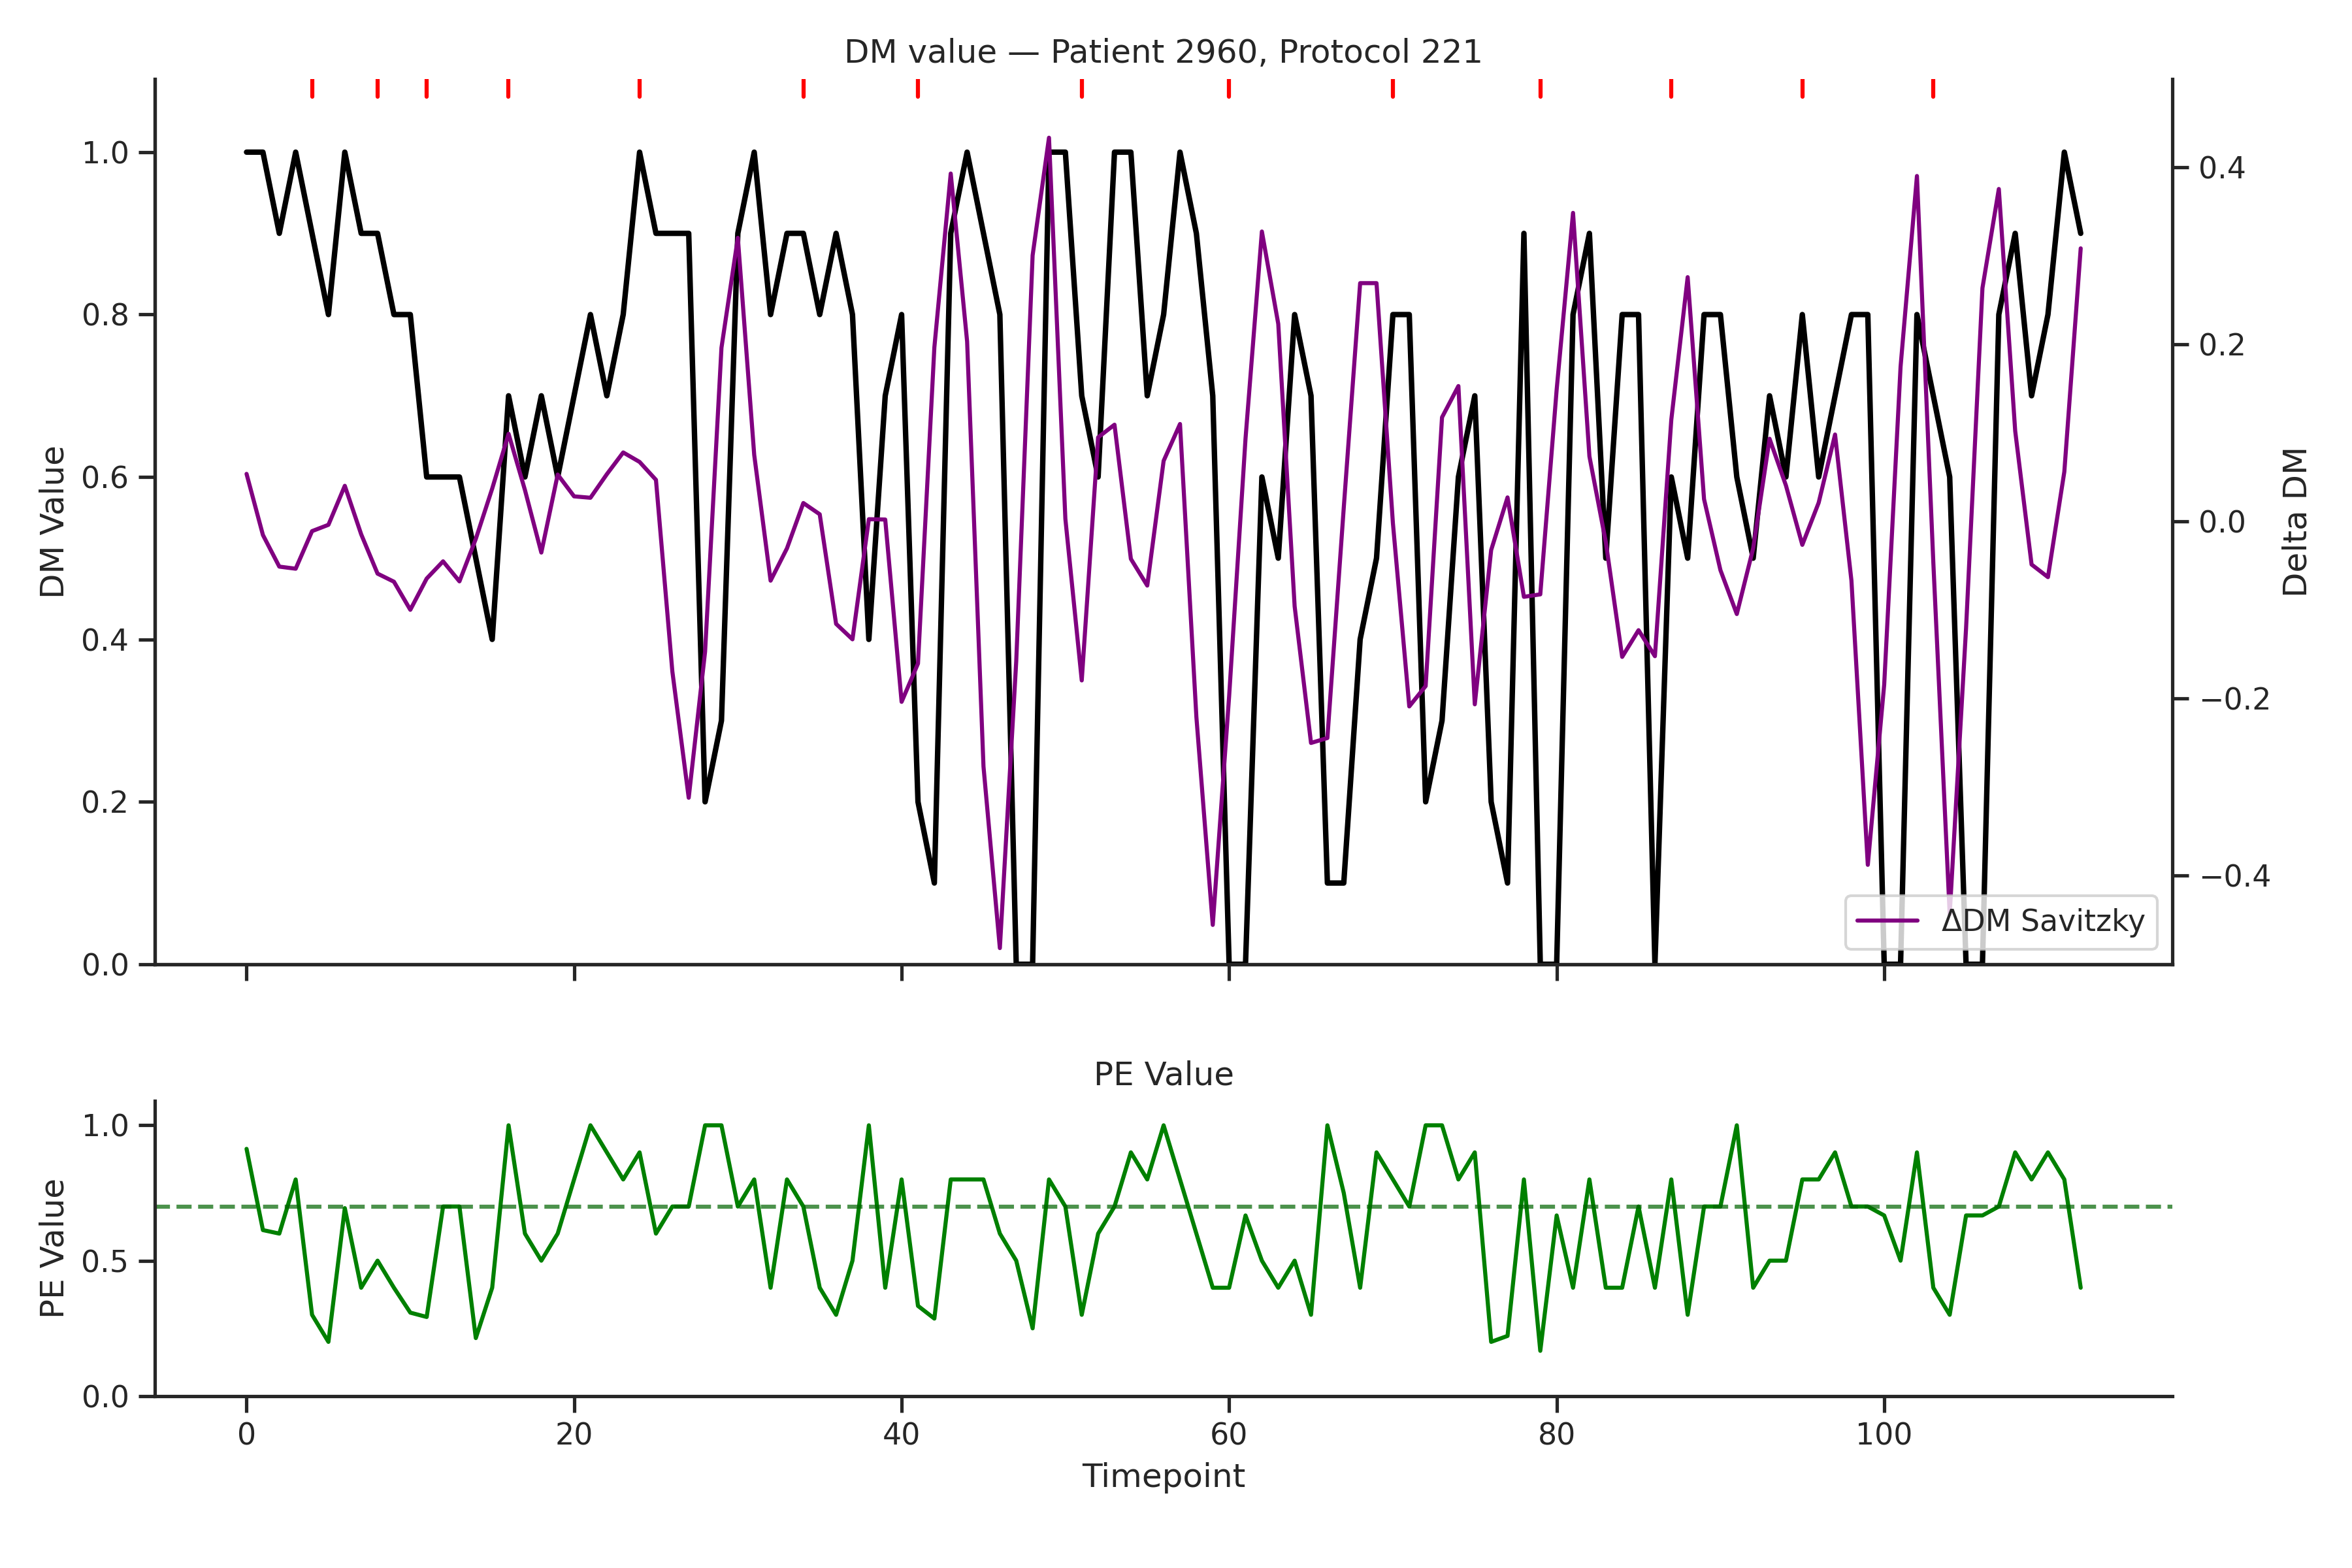 DM value — Patient 2960, Protocol 221
1.0
0.8
0.6
0.4
0.2
0.0
DM Value
0.4
0.2
0.0
−0.2
−0.4
Delta DM
ΔDM Savitzky
PE Value
1.0
0.5
0.0
PE Value
0 20 40 60 80 100
Timepoint